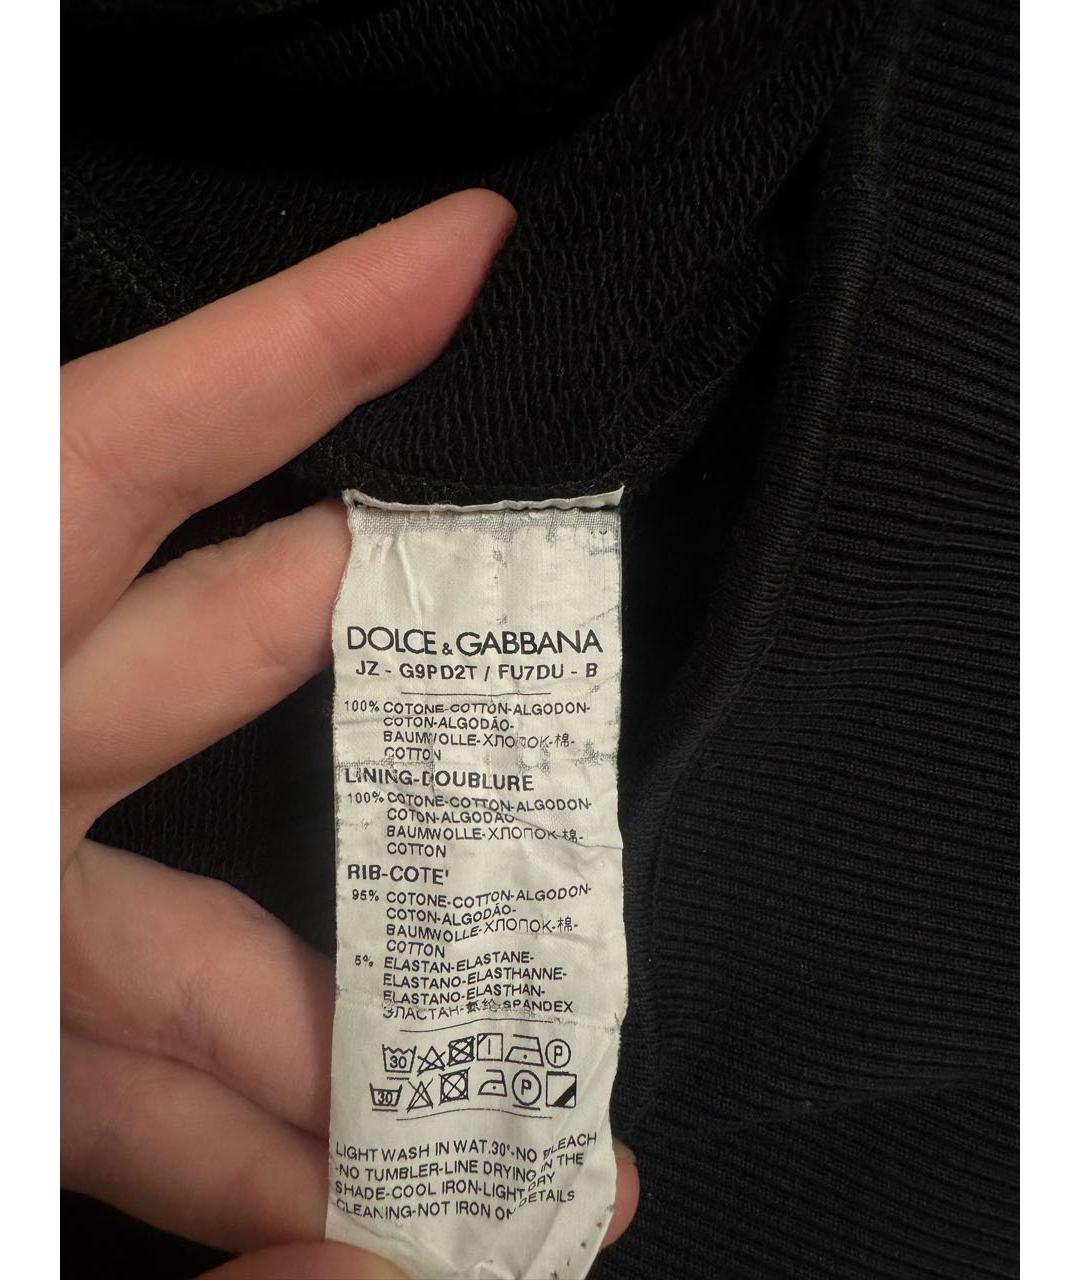 DOLCE & GABBANA
JZ - G9PD2T / FU7DU - B
100% COTONE-COTTON-ALGODON-
COTON-ALGODÃO-
BAUMWOLLE-ХЛОПОК-棉-
COTTON
LINING-DOUBLURE
100% COTONE-COTTON-ALGODON-
COTON-ALGODÃO-
BAUMWOLLE-ХЛОПОК-棉-
COTTON
RIB-COTE'
95% COTONE-COTTON-ALGODON-
COTON-ALGODÃO-
BAUMWOLLE-ХЛОПОК-棉-
COTTON
5% ELASTAN-ELASTANE-
ELASTANO-ELASTHANNE-
ELASTANO-ELASTHAN-
ЭЛАСТАН- SPANDEX
30 P
30 P
LIGHT WASH IN WAT.30°-NO BLEACH
-NO TUMBLER-LINE DRYING IN THE
SHADE-COOL IRON-LIGHT DRY
CLEANING-NOT IRON ON DETAILS